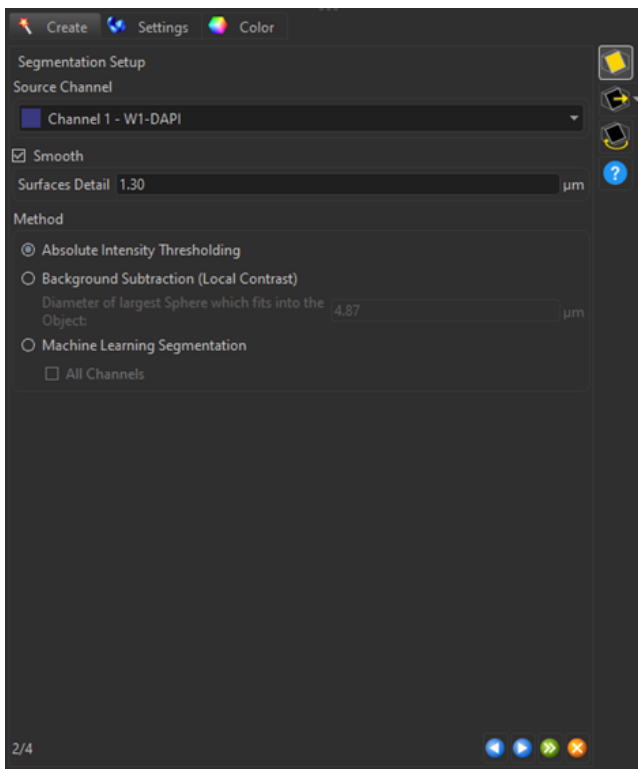 Create Settings Color
Segmentation Setup
Source Channel
Channel 1 - W1-DAPI
Smooth
Surfaces Detail 1.30 µm
Method
Absolute Intensity Thresholding
Background Subtraction (Local Contrast)
Diameter of largest Sphere which fits into the
Object: 4.87 µm
Machine Learning Segmentation
All Channels
2/4
?